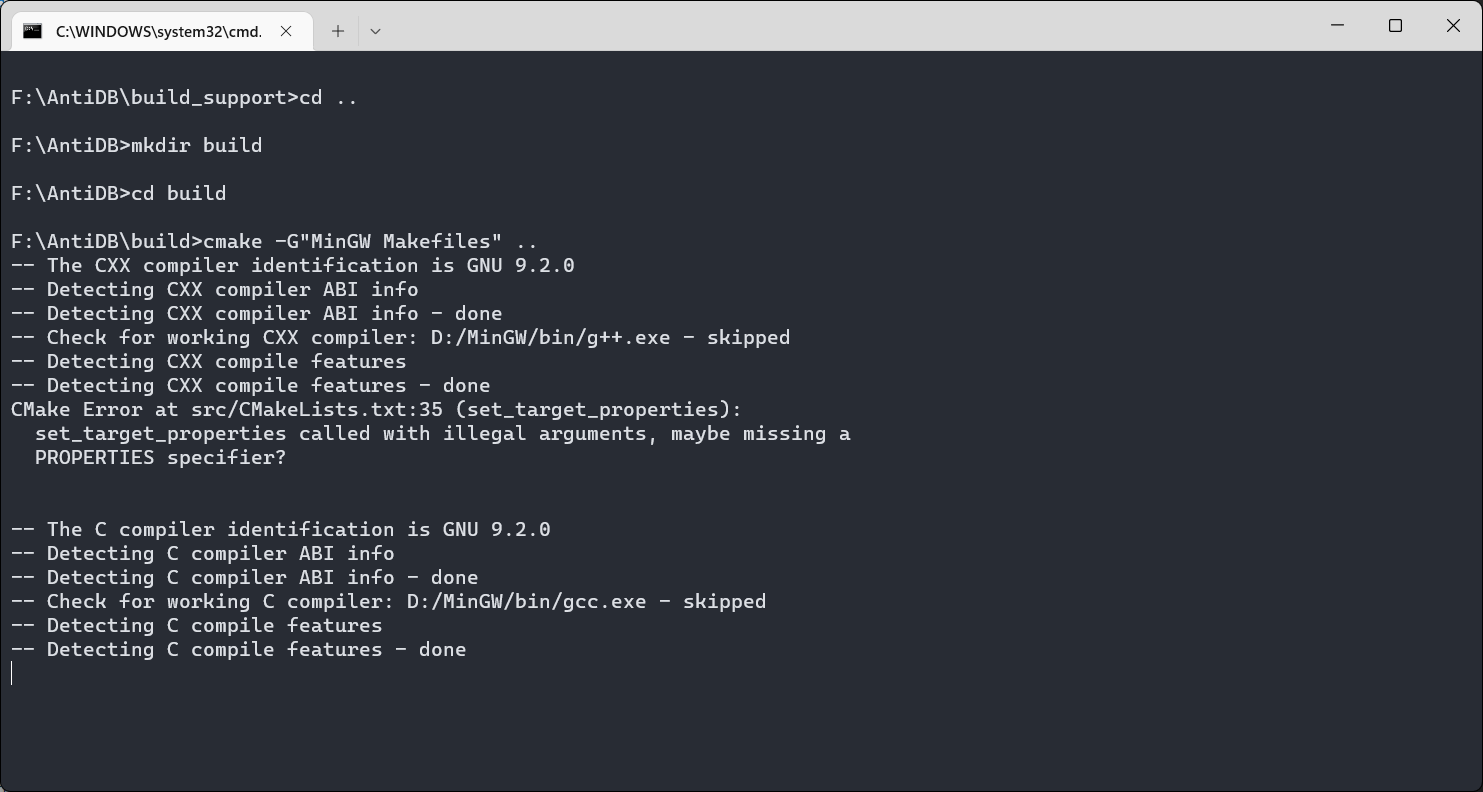 C:\WINDOWS\system32\cmd.
F:\AntiDB\build_support>cd ..
F:\AntiDB>mkdir build
F:\AntiDB>cd build
F:\AntiDB\build>cmake -G"MinGW Makefiles" ..
-- The CXX compiler identification is GNU 9.2.0
-- Detecting CXX compiler ABI info
-- Detecting CXX compiler ABI info - done
-- Check for working CXX compiler: D:/MinGW/bin/g++.exe - skipped
-- Detecting CXX compile features
-- Detecting CXX compile features - done
CMake Error at src/CMakeLists.txt:35 (set_target_properties):
  set_target_properties called with illegal arguments, maybe missing a
  PROPERTIES specifier?
-- The C compiler identification is GNU 9.2.0
-- Detecting C compiler ABI info
-- Detecting C compiler ABI info - done
-- Check for working C compiler: D:/MinGW/bin/gcc.exe - skipped
-- Detecting C compile features
-- Detecting C compile features - done